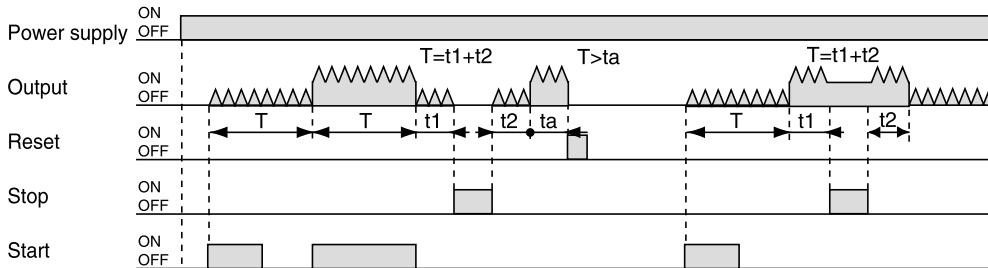 Power supply ON OFF
T=t1+t2 T>ta T=t1+t2
Output ON OFF
T T t1 t2 ta T t1 t2
Reset ON OFF
Stop ON OFF
Start ON OFF